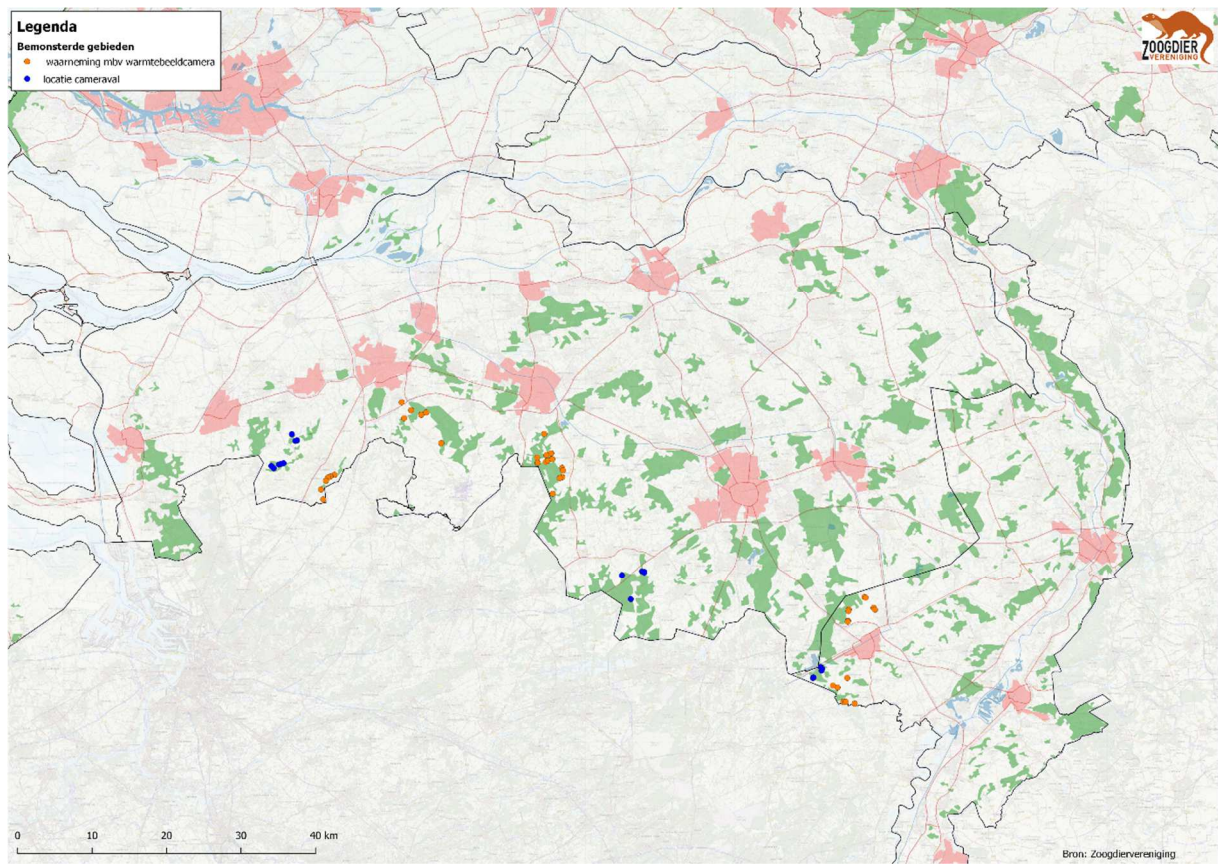 Legenda
Bemonsterde gebieden
waarneming mbv warmtebeeldcamera
locatie cameraval
ZOOGDIER
VERENIGING
0 10 20 30 40 km
Bron: Zoogdiervereniging